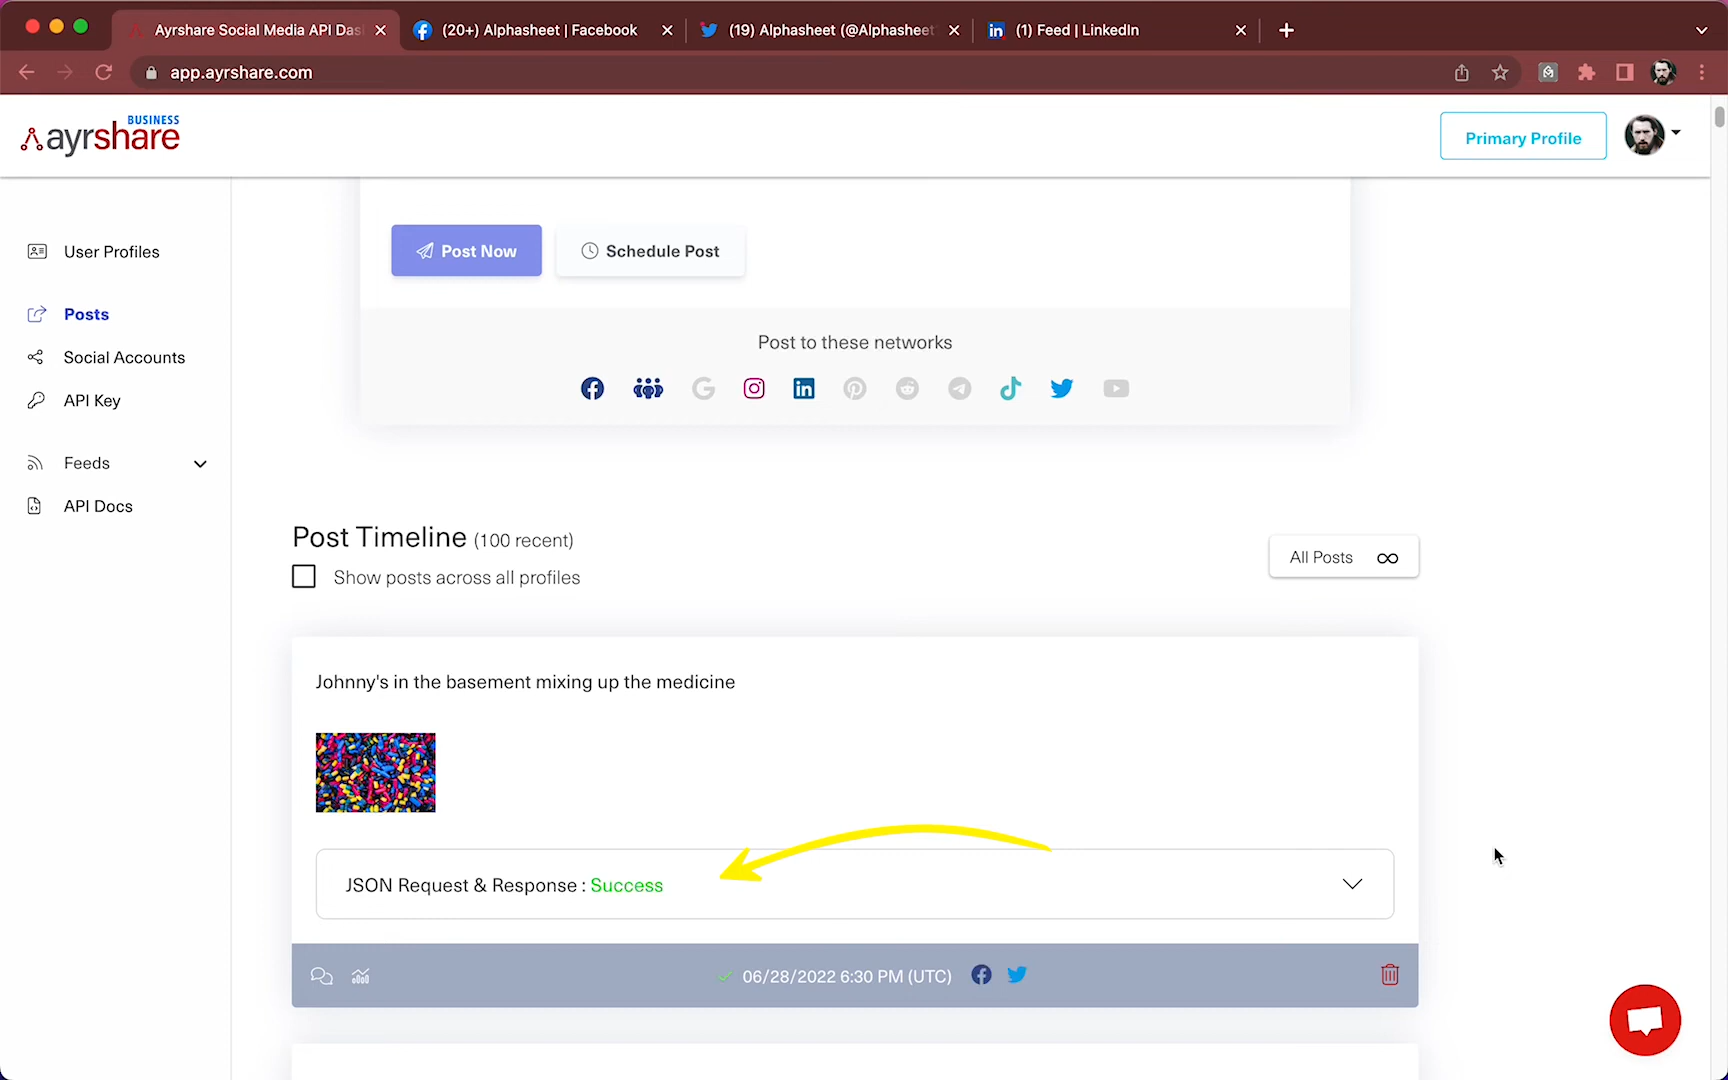 Ayrshare Social Media API Das
(20+) Alphasheet | Facebook
(19) Alphasheet (@Alphasheet
(1) Feed | LinkedIn
app.ayrshare.com
BUSINESS
ayrshare
Primary Profile
User Profiles
Posts
Social Accounts
API Key
Feeds
API Docs
Post Now
Schedule Post
Post to these networks
Post Timeline (100 recent)
All Posts
Show posts across all profiles
Johnny's in the basement mixing up the medicine
JSON Request & Response : Success
06/28/2022 6:30 PM (UTC)